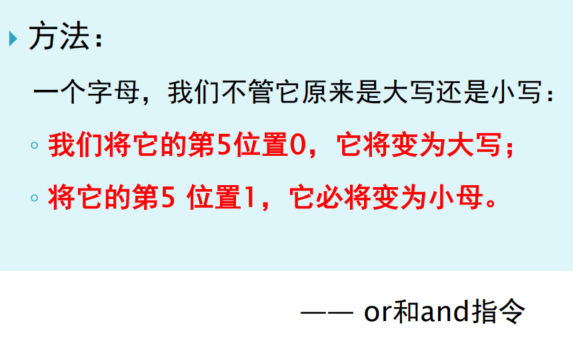 方法：
一个字母，我们不管它原来是大写还是小写：
我们将它的第5位置0，它将变为大写；
将它的第5 位置1，它必将变为小母。
—— or和and指令